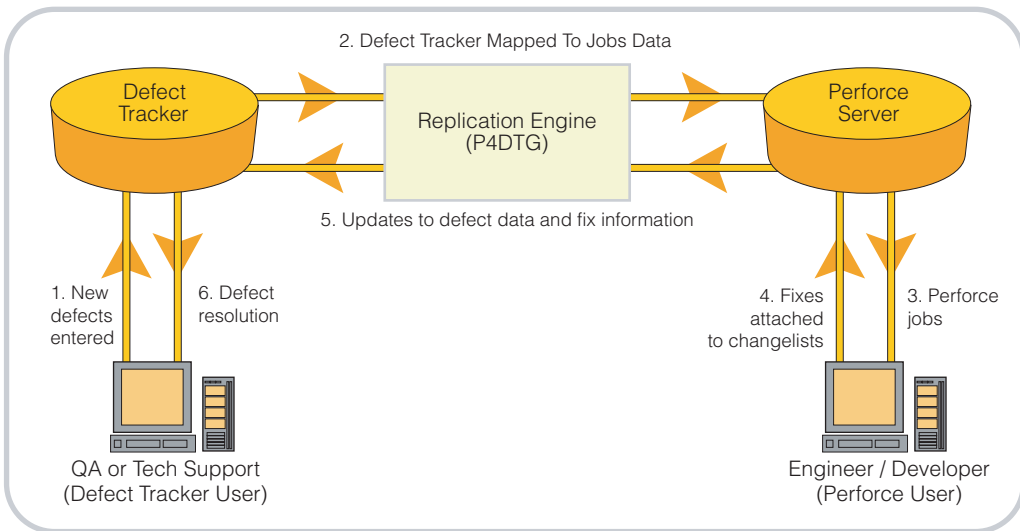 2. Defect Tracker Mapped To Jobs Data
Defect
Tracker
Replication Engine
(P4DTG)
Perforce
Server
5. Updates to defect data and fix information
1. New
defects
entered
6. Defect
resolution
4. Fixes
attached
to changelists
3. Perforce
jobs
QA or Tech Support
(Defect Tracker User)
Engineer / Developer
(Perforce User)